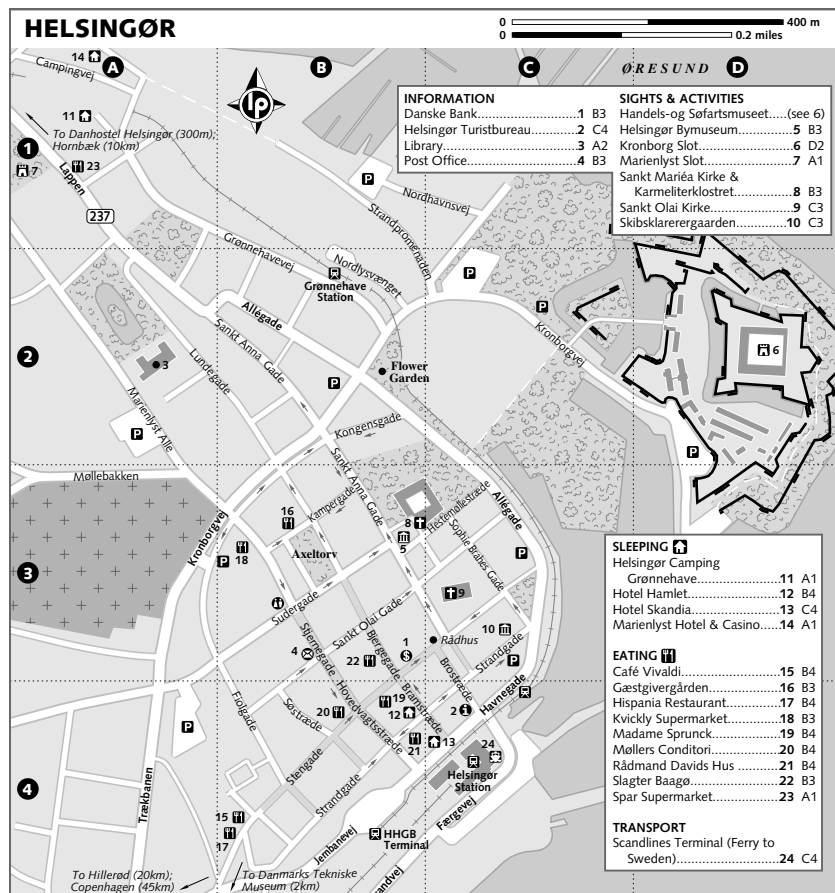 HELSINGØR
0 400 m
0 0.2 miles
A
B
C
D
1
2
3
4
ØRESUND
lp
INFORMATION
Danske Bank..........1 B3
Helsingør Turistbureau......2 C4
Library..........3 A2
Post Office..........4 B3
SIGHTS & ACTIVITIES
Handels-og Søfartsmuseet....(see 6)
Helsingør Bymuseum..........5 B3
Kronborg Slot..........6 D2
Marienlyst Slot..........7 A1
Sankt Mariéa Kirke &
Karmeliterklostret..........8 B3
Sankt Olai Kirke..........9 C3
Skibsklarerergaarden..........10 C3
SLEEPING
Helsingør Camping
Grønnehave..........11 A1
Hotel Hamlet..........12 B4
Hotel Skandia..........13 C4
Marienlyst Hotel & Casino....14 A1
EATING
Café Vivaldi..........15 B4
Gæstgivergården..........16 B3
Hispania Restaurant..........17 B4
Kvickly Supermarket..........18 B3
Madame Sprunck..........19 B4
Møllers Conditori..........20 B4
Rådmand Davids Hus..........21 B4
Slagter Baagø..........22 B3
Spar Supermarket..........23 A1
TRANSPORT
Scandlines Terminal (Ferry to
Sweden)..........24 C4
14
Campingvej
11
To Danhostel Helsingør (300m);
Hornbæk (10km)
7
23
Lappen
237
P
Nordhavnsvej
Strandpromenaden
Grønnehavevej
Nordlysvænget
Grønnehave
Station
P
P
Allégade
Kronborgvej
Sankt Anna Gade
Lundegade
3
Marienlyst Alle
P
P
Flower
Garden
6
Kongensgade
P
Møllebakken
Kronborgvej
Sankt Anna Gade
Kampergade
16
8
Hestemøllestræde
Allégade
5
Sophie Brahes Gade
Axeltorv
P
18
P
9
Sudergade
Sankt Olai Gade
Stjernegade
Bjergegade
4
22
1
$
Rådhus
10
Strandgade
P
Brostræde
Havnegade
Fiolgade
Søstræde
Hovedvagtsstræde
Bramstræde
P
20
19
12
2
Stengade
21
13
24
Helsingør
Station
Strandgade
Trækbanen
15
17
Jernbanevej
HHGB
Terminal
Færgevej
andvej
To Hillerød (20km);
Copenhagen (45km)
To Danmarks Tekniske
Museum (2km)